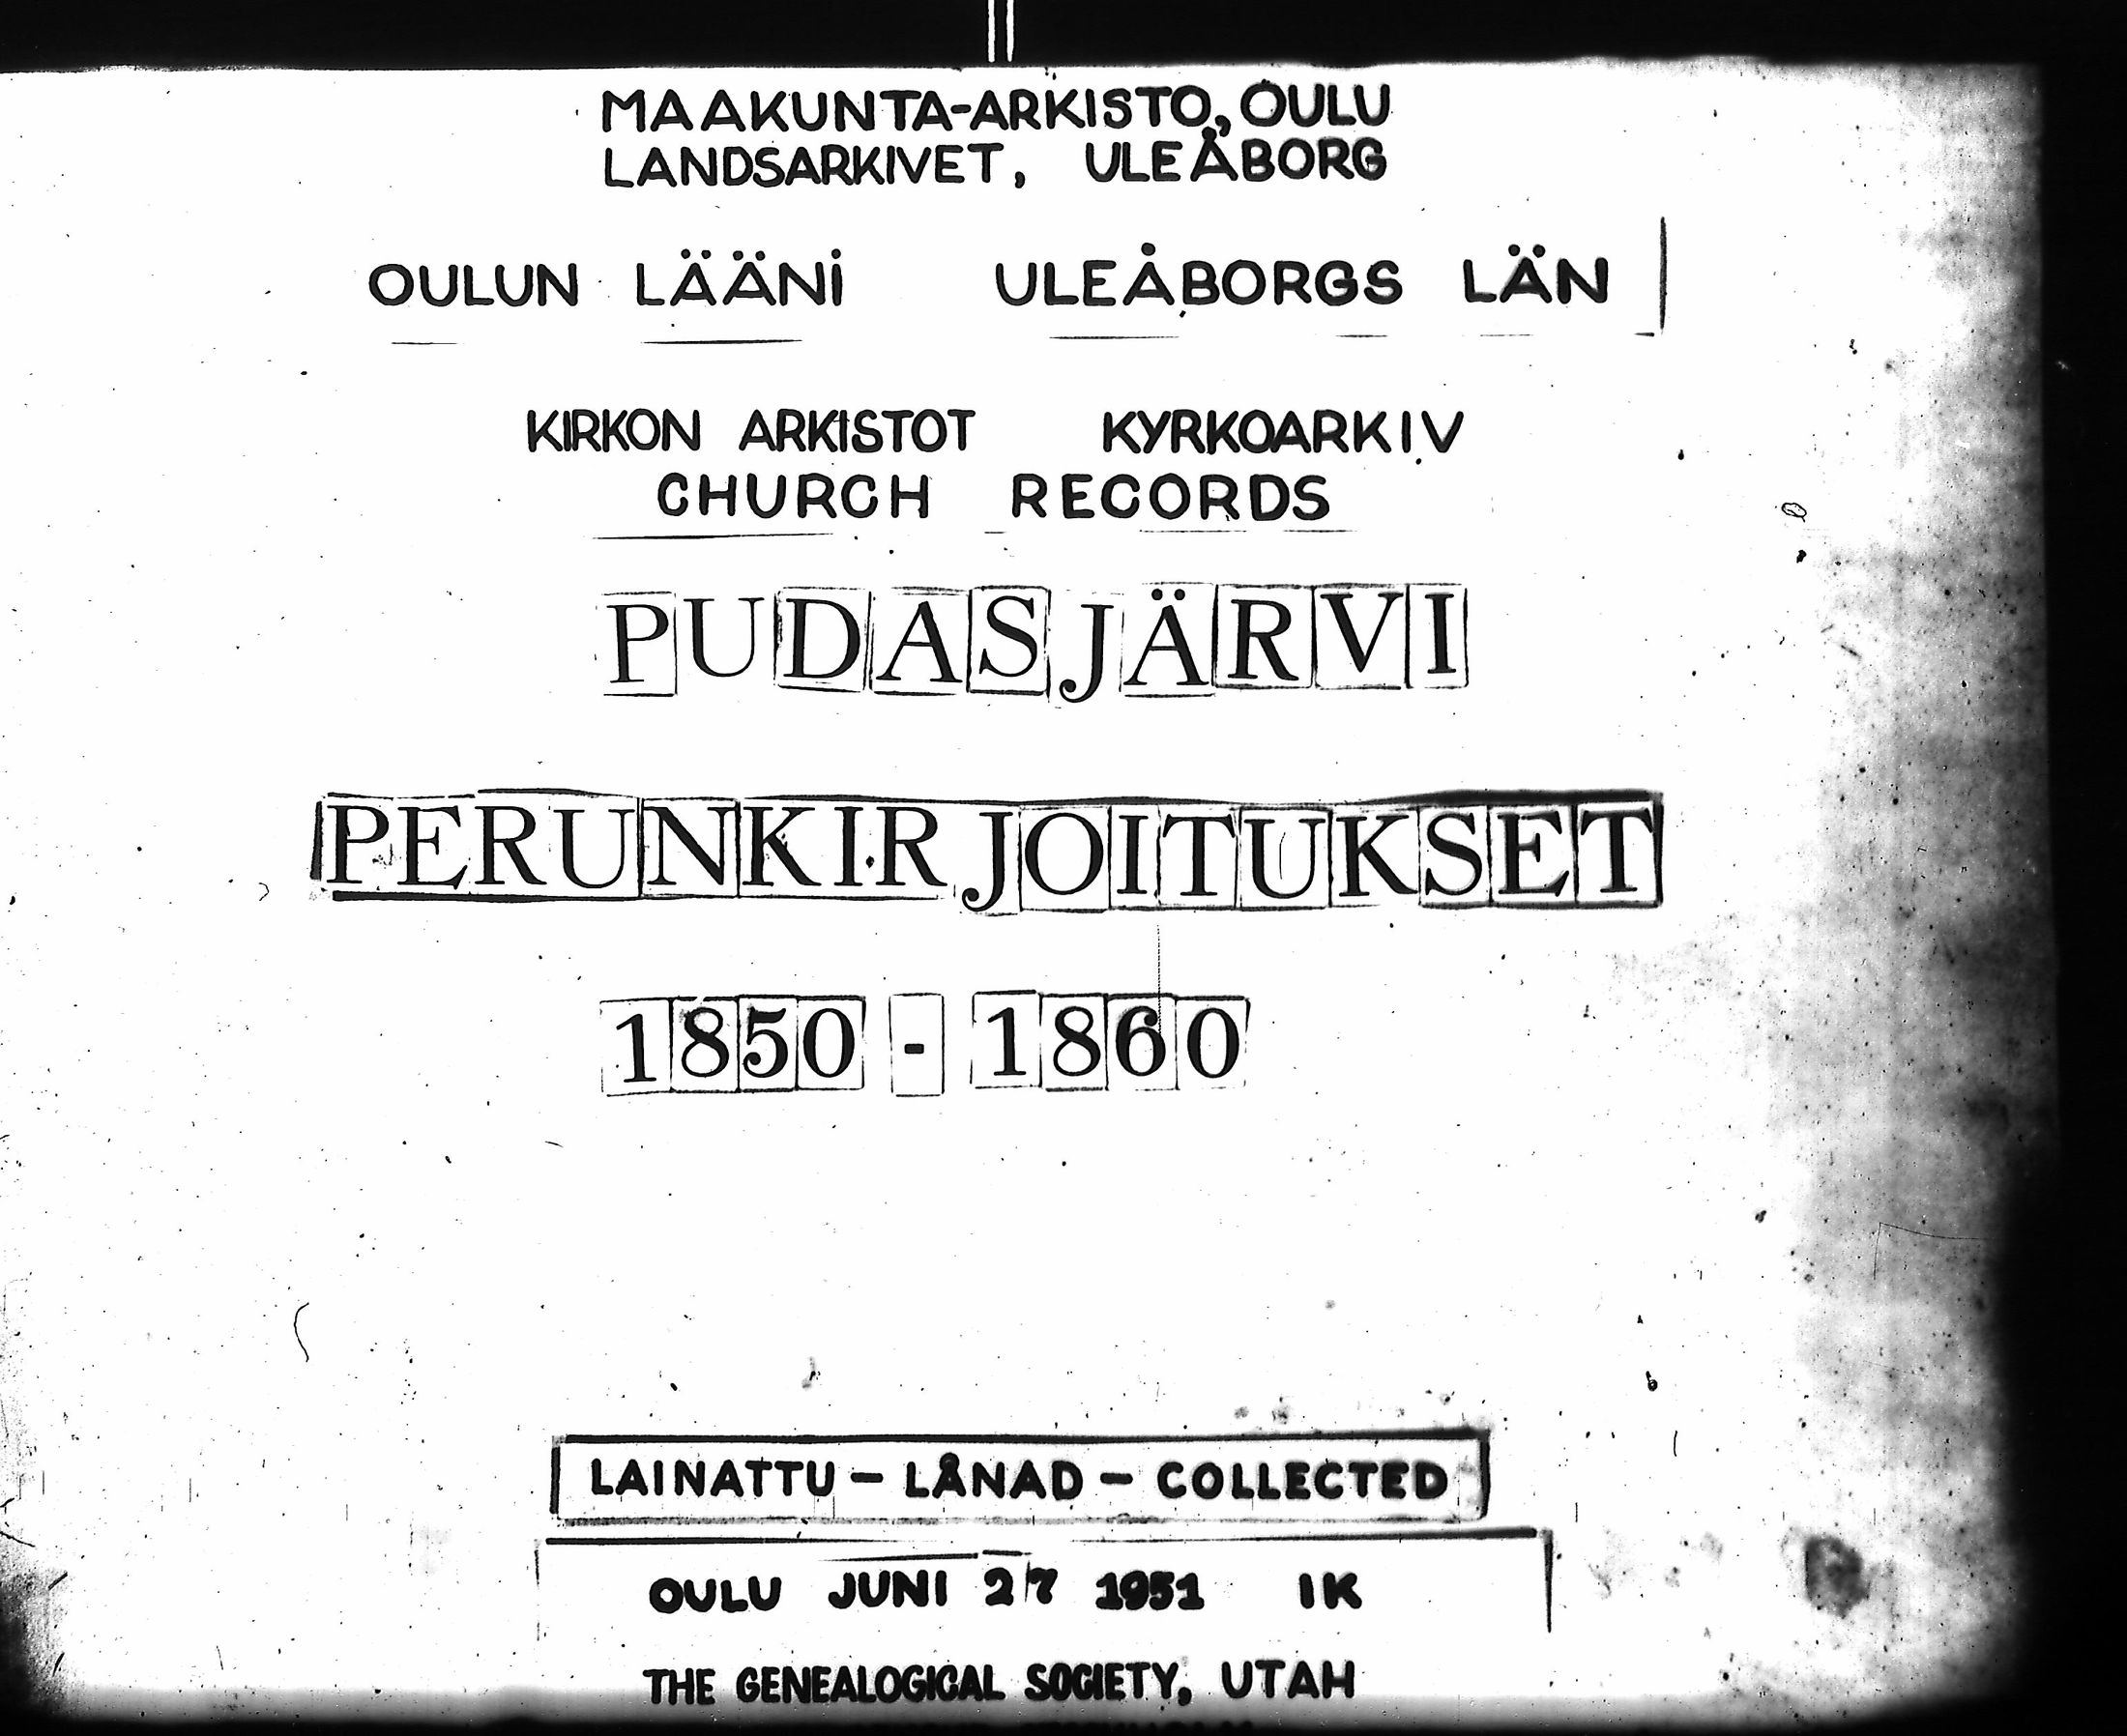 MAAKUNTA-ARKISTO, OULU
LANDSARKIVET, ULEÅBORG
OULUN LÄÄNI ULEÅBORGS LÄN
KIRKON ARKISTOT KYRKOARKIV
CHURCH RECORDS
PUDASJÄRVI
PERUNKIRJOITUKSET
1850 - 1860
LAINATTU - LÅNAD - COLLECTED
OULU JUNI 27 1951 IK
THE GENEALOGICAL SOCIETY, UTAH